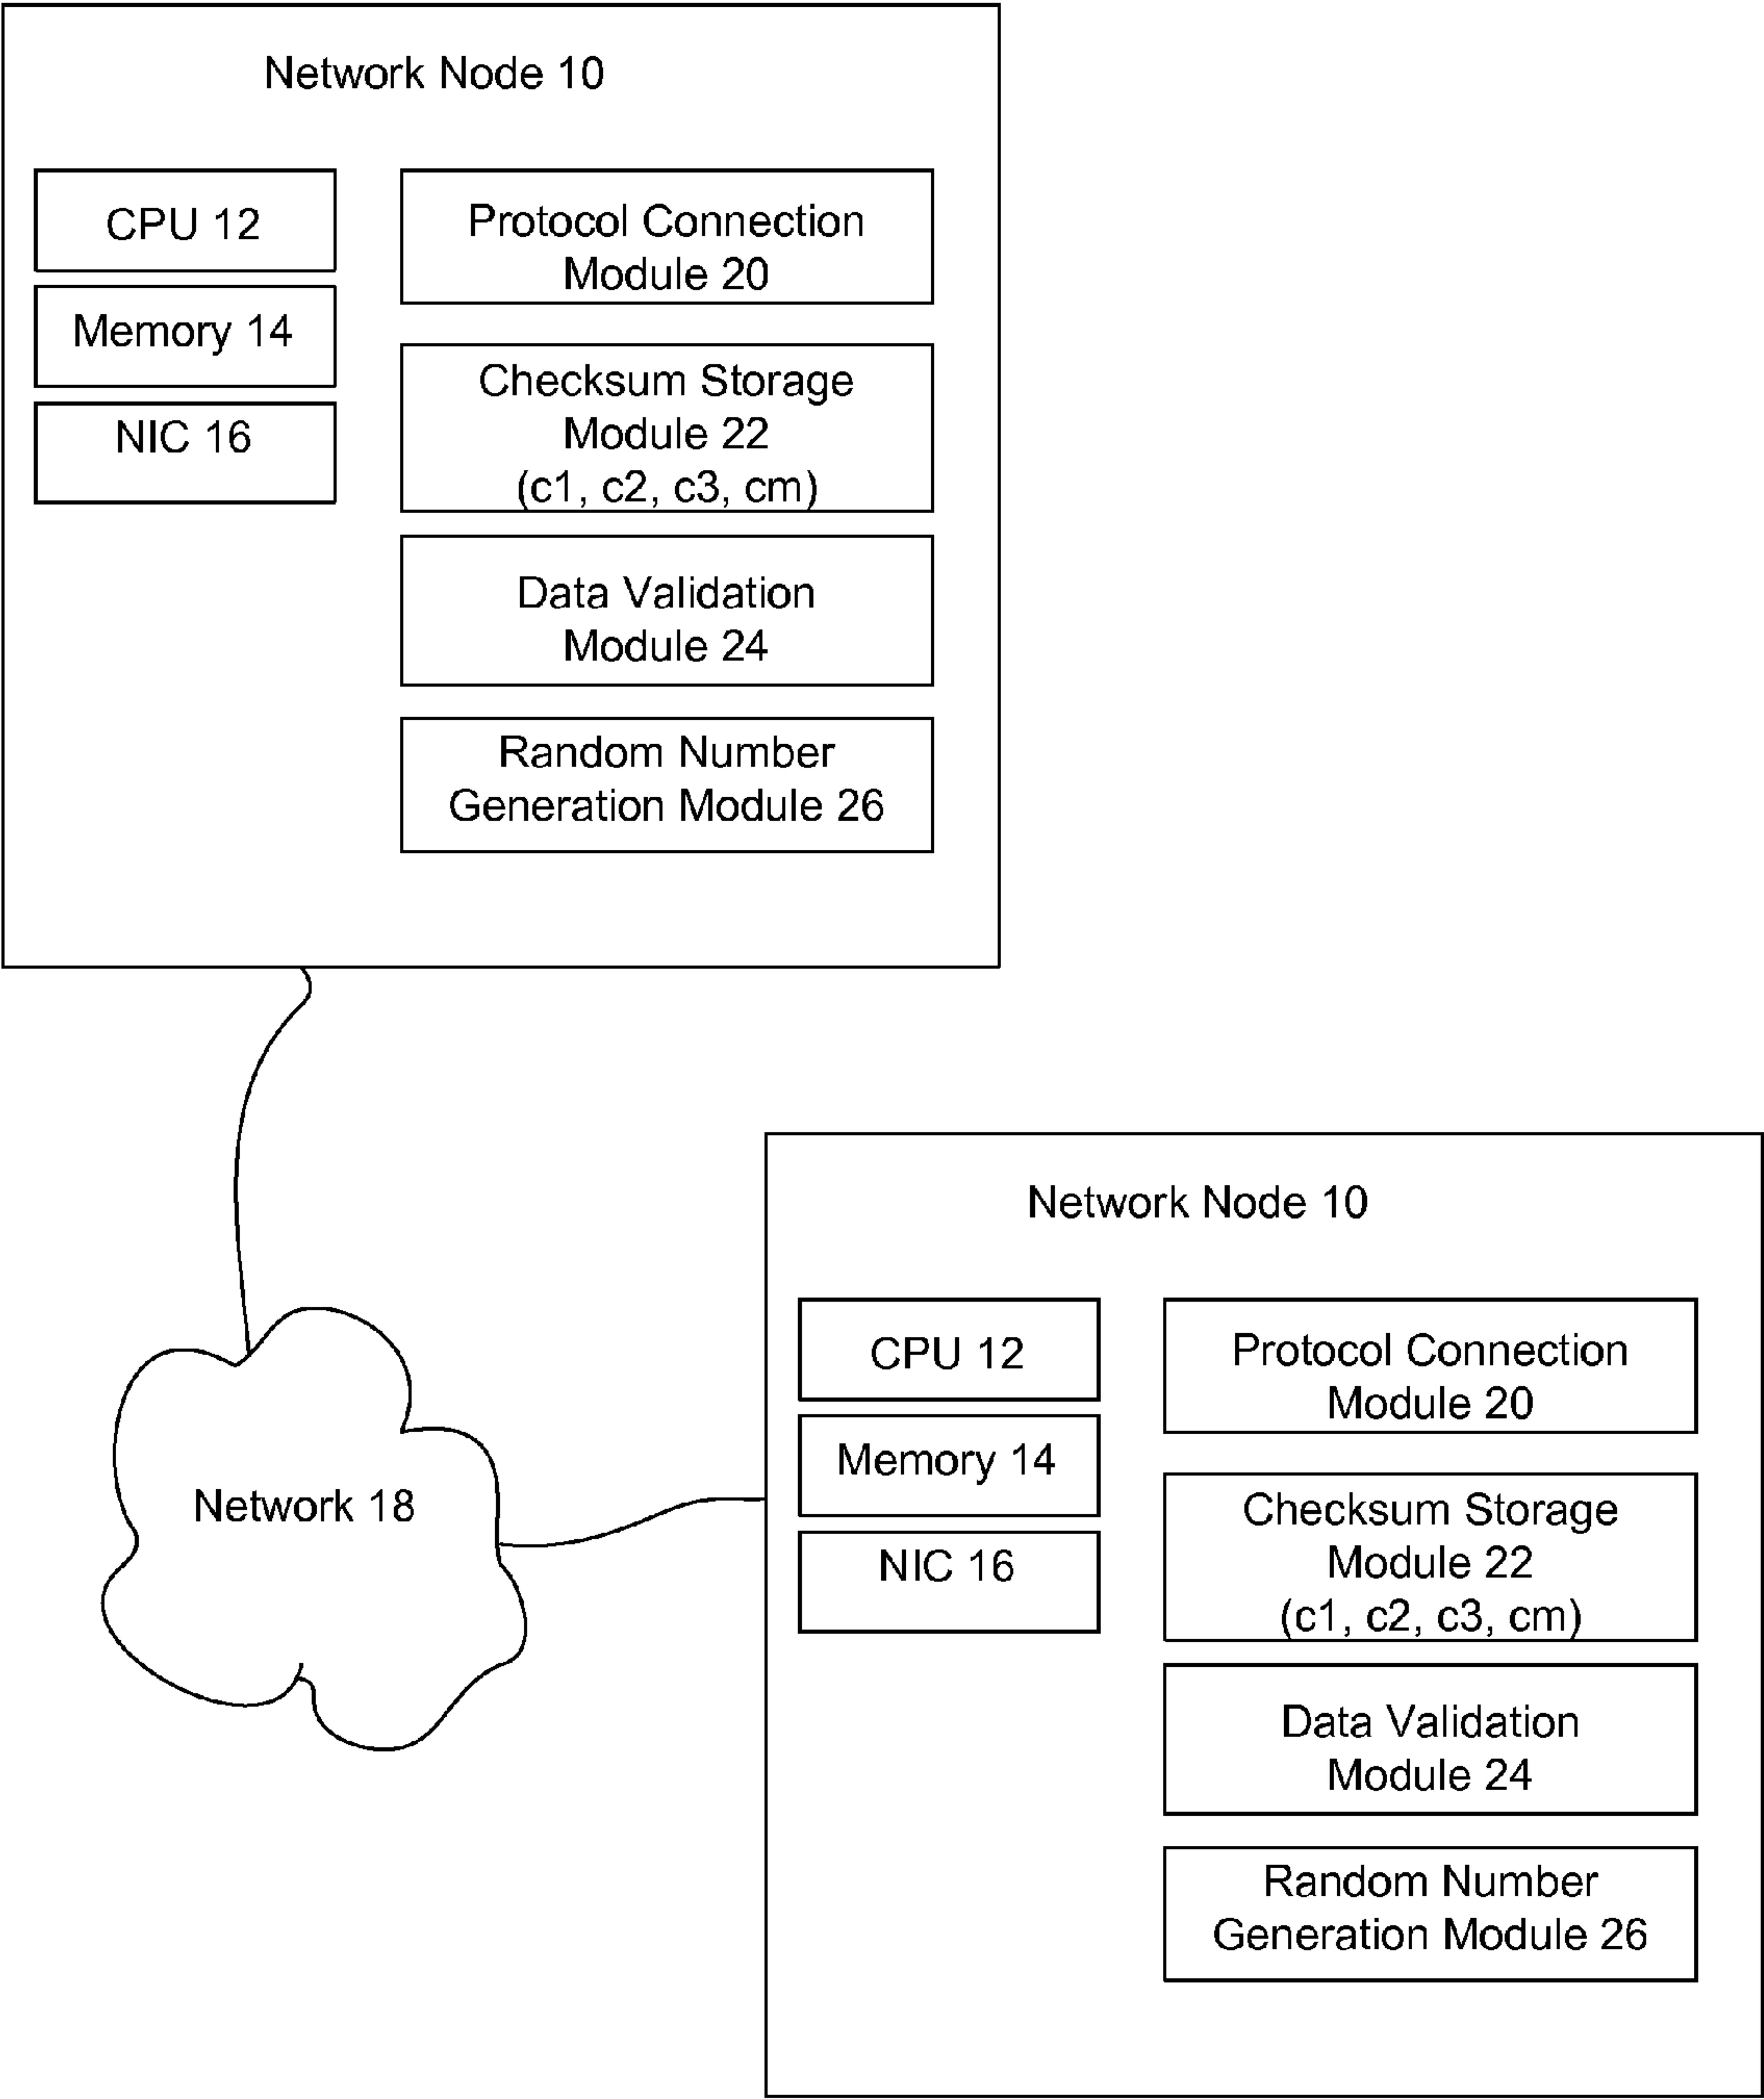 Network Node 10
CPU 12
Memory 14
NIC 16
Protocol Connection
Module 20
Checksum Storage
Module 22
(c1, c2, c3, cm)
Data Validation
Module 24
Random Number
Generation Module 26
Network 18
Network Node 10
CPU 12
Memory 14
NIC 16
Protocol Connection
Module 20
Checksum Storage
Module 22
(c1, c2, c3, cm)
Data Validation
Module 24
Random Number
Generation Module 26